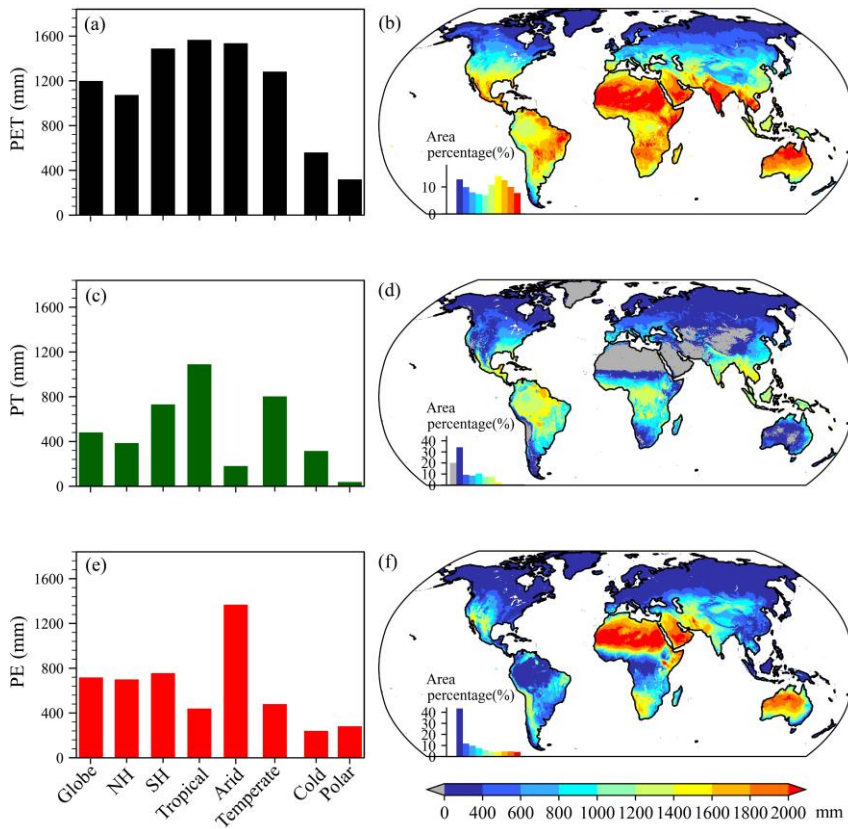 (a)
PET (mm)
1600
1200
800
400
0
(b)
Area
percentage(%)
10
0
(c)
PT (mm)
1600
1200
800
400
0
(d)
Area
percentage(%)
40
30
20
10
0
(e)
PE (mm)
1600
1200
800
400
0
Globe
NH
SH
Tropical
Arid
Temperate
Cold
Polar
(f)
Area
percentage(%)
40
30
20
10
0
0 400 600 800 1000 1200 1400 1600 1800 2000 mm